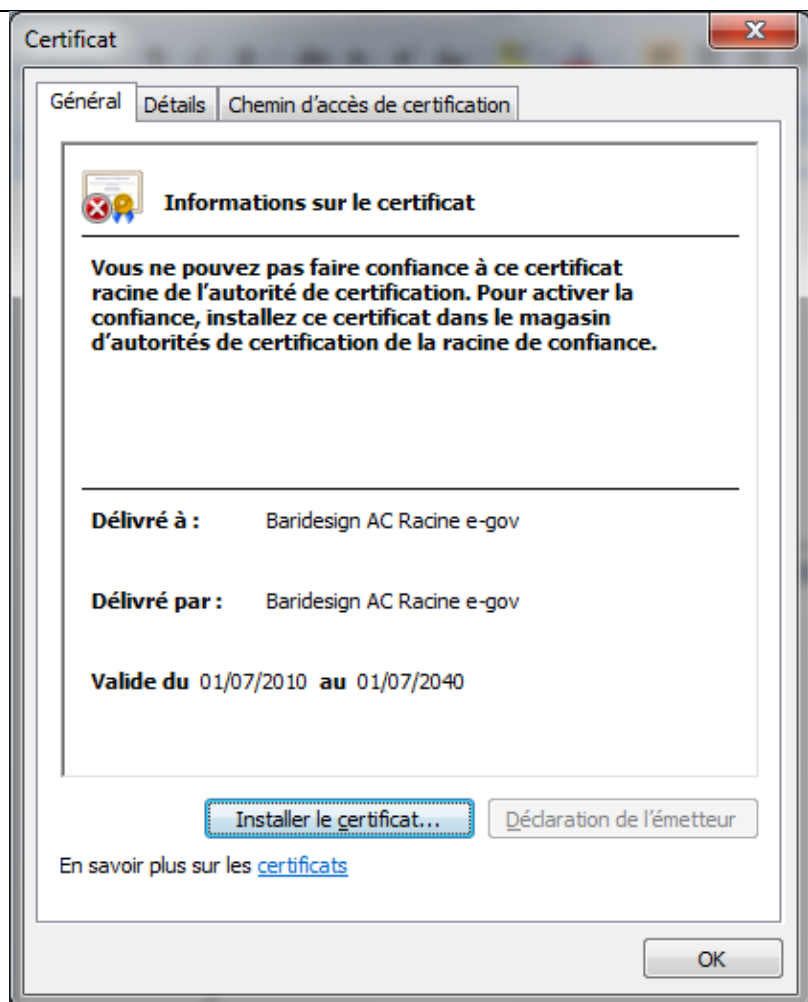 Certificat
Général Détails Chemin d'accès de certification
Informations sur le certificat
Vous ne pouvez pas faire confiance à ce certificat
racine de l'autorité de certification. Pour activer la
confiance, installez ce certificat dans le magasin
d'autorités de certification de la racine de confiance.
Délivré à : Baridesign AC Racine e-gov
Délivré par : Baridesign AC Racine e-gov
Valide du 01/07/2010 au 01/07/2040
Installer le certificat... Déclaration de l'émetteur
En savoir plus sur les certificats
OK